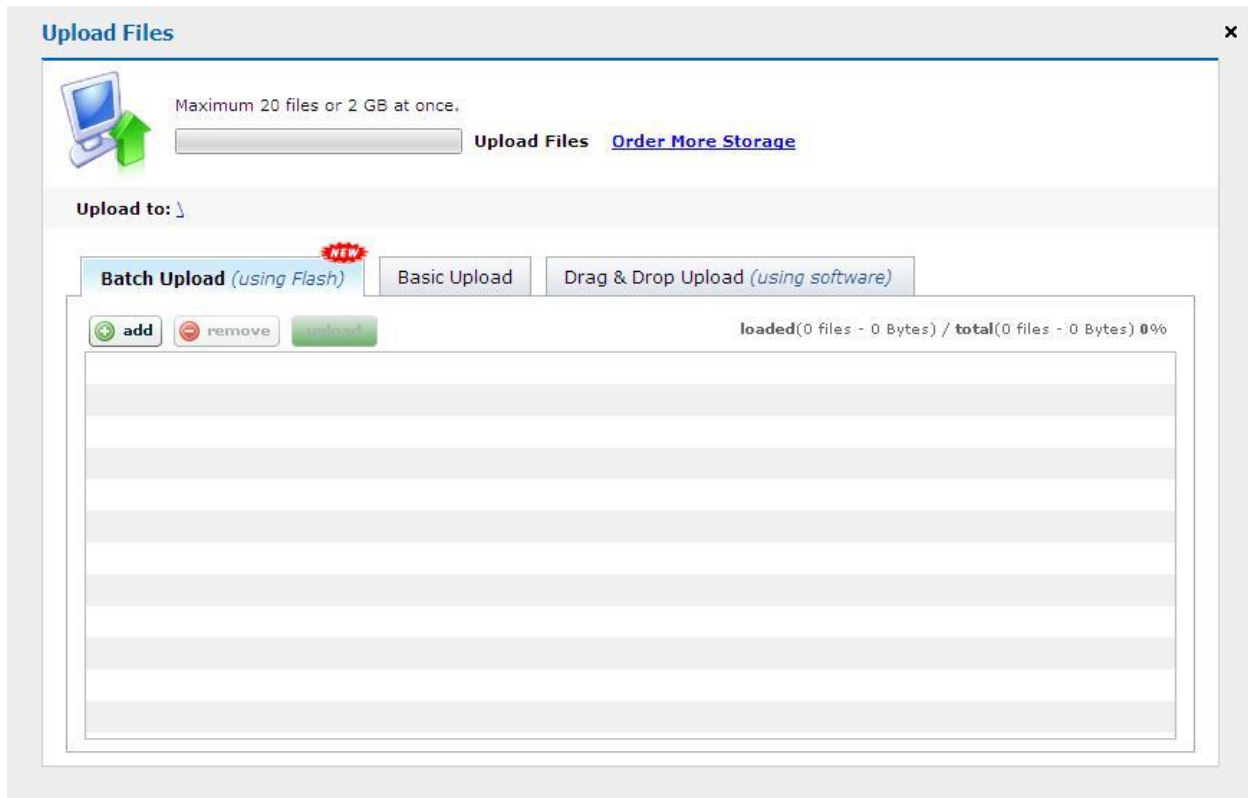 Upload Files
Maximum 20 files or 2 GB at once.
Upload Files Order More Storage
Upload to: \
NEW
Batch Upload (using Flash) Basic Upload Drag & Drop Upload (using software)
add remove upload loaded(0 files - 0 Bytes) / total(0 files - 0 Bytes) 0%